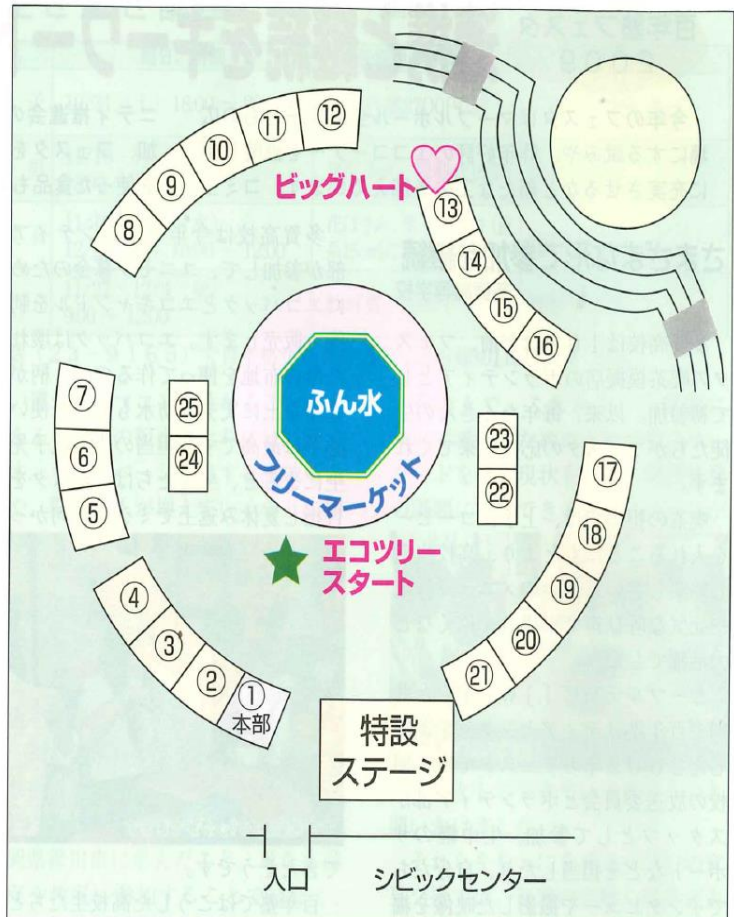 ⑫
⑪
⑩
⑨
⑧
ビッグハート
⑬
⑭
⑮
⑯
ふん水
フリーマーケット
⑦
⑥
⑤
㉕
㉔
㉓
㉒
⑰
⑱
⑲
⑳
㉑
エコツリー
スタート
④
③
②
①
本部
特設
ステージ
入口
シビックセンター